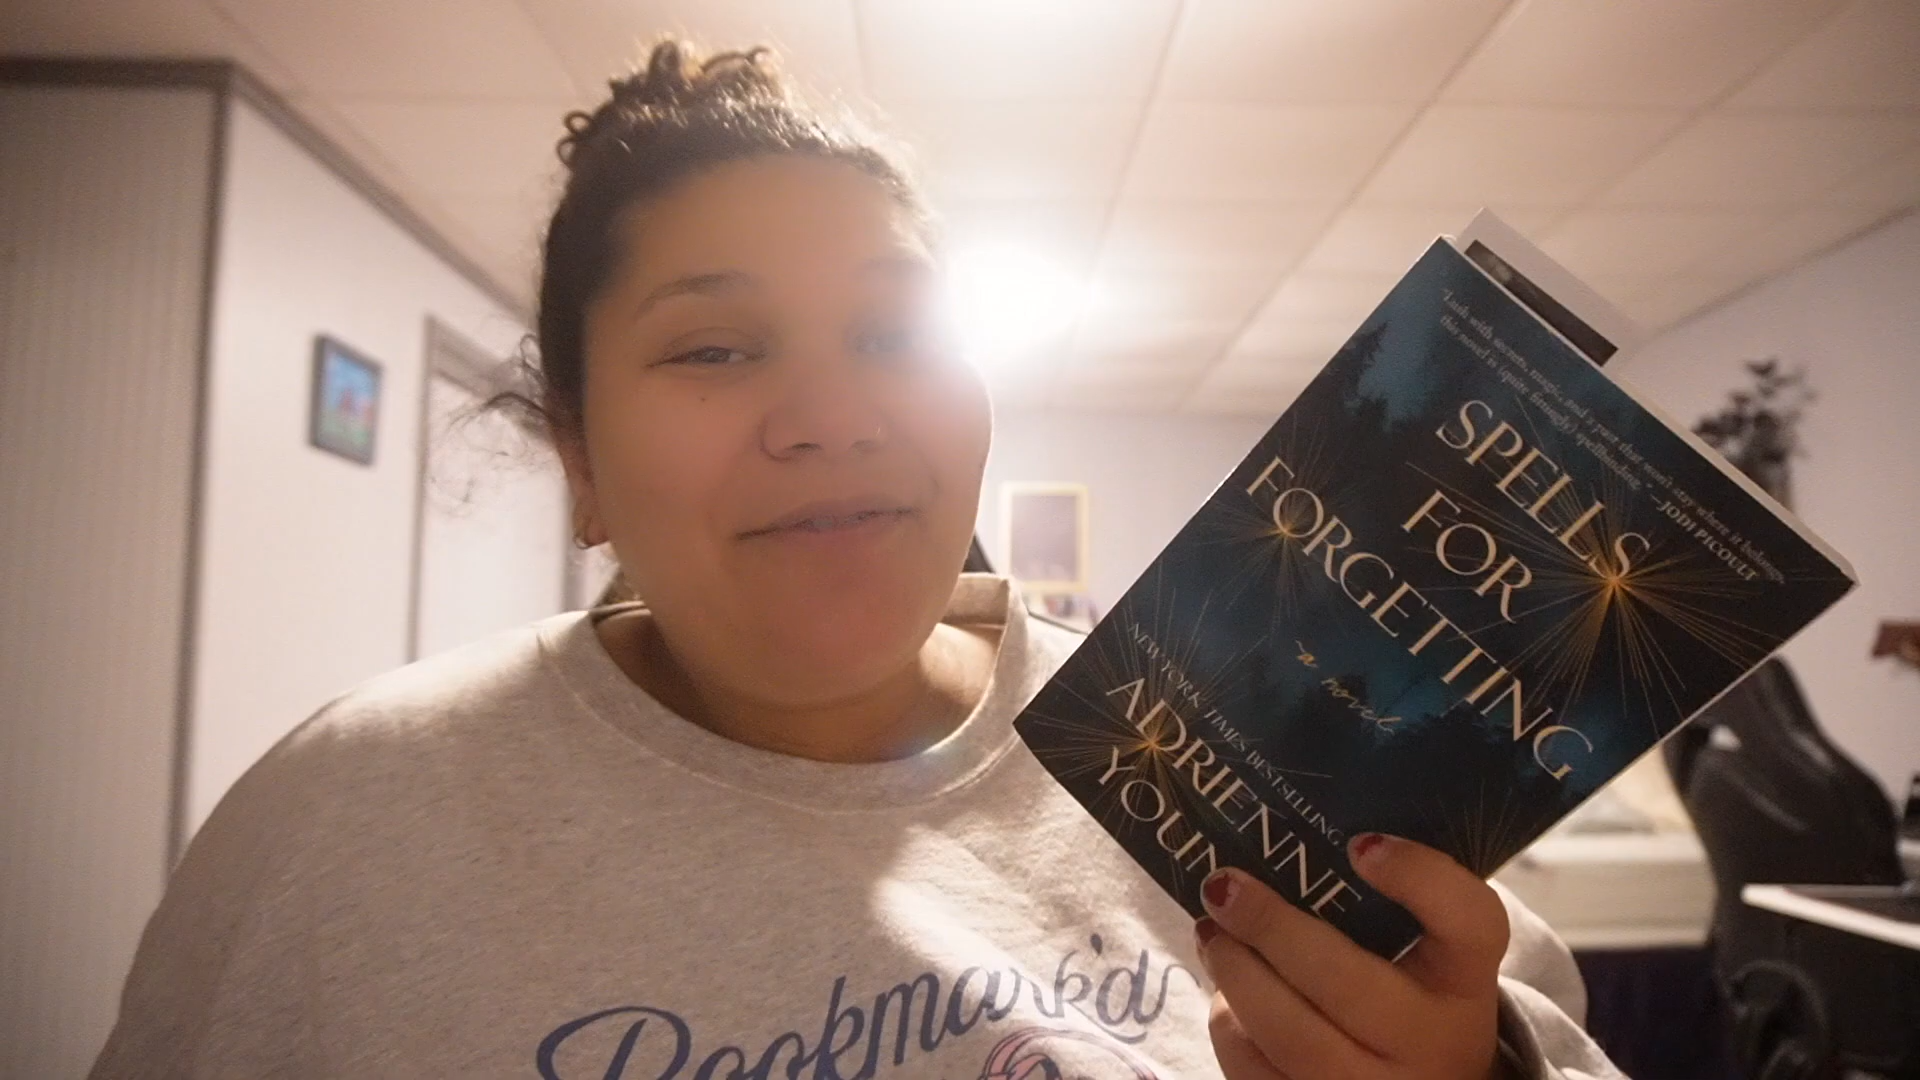 "Lush with secrets, magic, and a past that won't stay where it belongs,
this novel is (quite fittingly) spellbinding." —JODI PICOULT
SPELLS
FOR
FORGETTING
a novel
NEW YORK TIMES BESTSELLING
ADRIENNE
YOUN
Bookmark'd